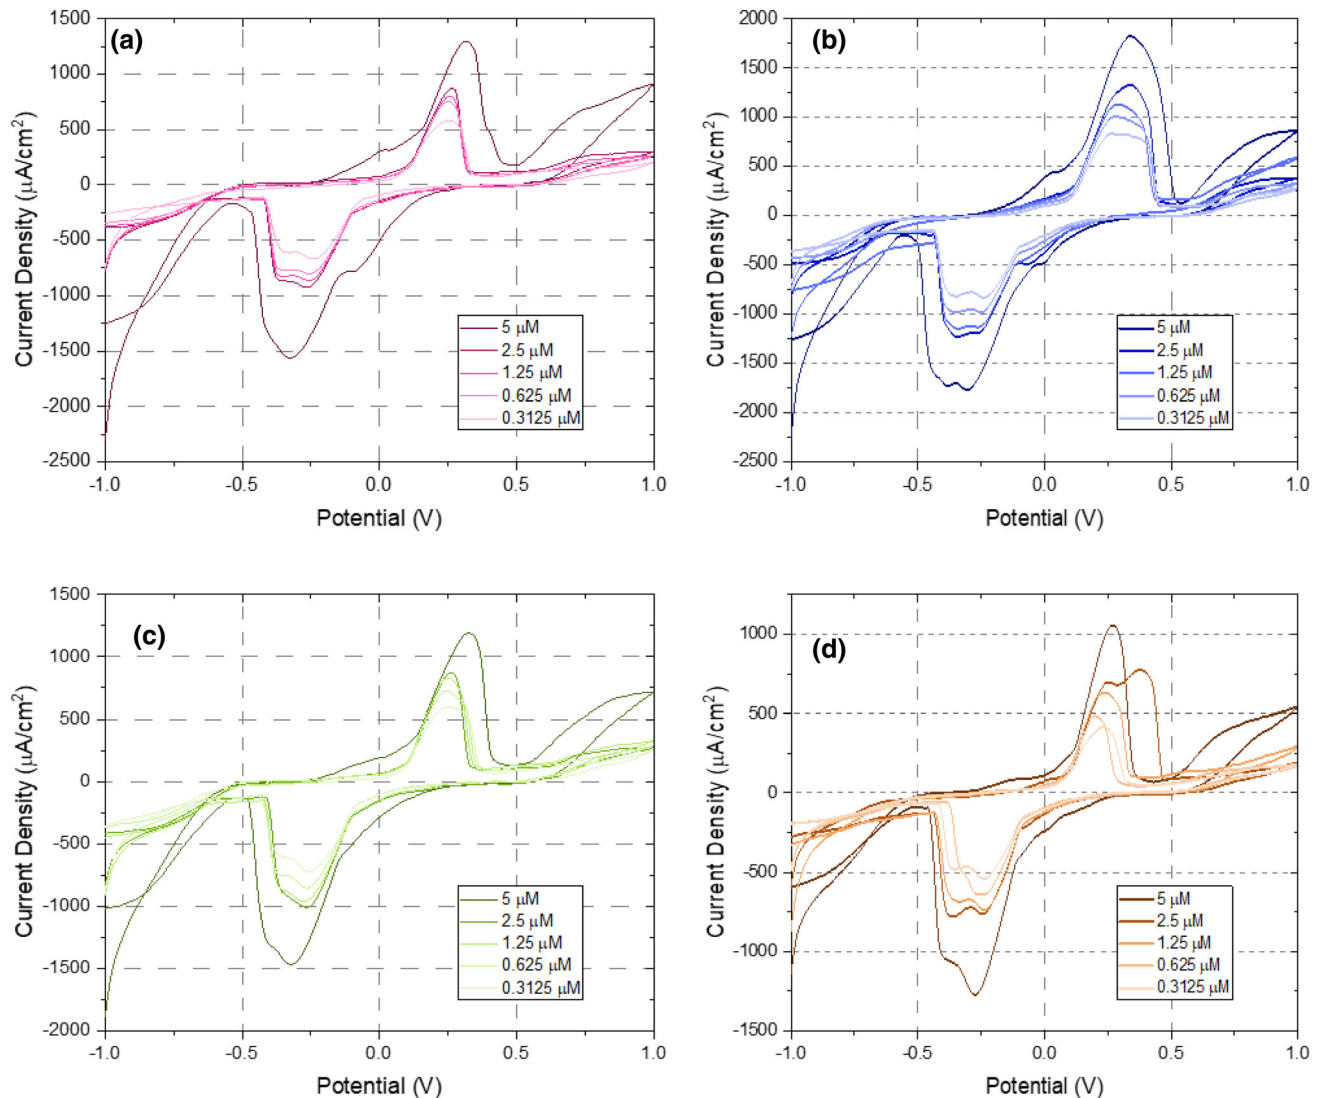 (a)
1500
1000
500
0
-500
-1000
-1500
-2000
-2500
Current Density (μA/cm²)
5 μM
2.5 μM
1.25 μM
0.625 μM
0.3125 μM
-1.0 -0.5 0.0 0.5 1.0
Potential (V)
(b)
2000
1500
1000
500
0
-500
-1000
-1500
-2000
-2500
Current Density (μA/cm²)
5 μM
2.5 μM
1.25 μM
0.625 μM
0.3125 μM
-1.0 -0.5 0.0 0.5 1.0
Potential (V)
(c)
1500
1000
500
0
-500
-1000
-1500
-2000
Current Density (μA/cm²)
5 μM
2.5 μM
1.25 μM
0.625 μM
0.3125 μM
-1.0 -0.5 0.0 0.5 1.0
Potential (V)
(d)
1000
500
0
-500
-1000
-1500
Current Density (μA/cm²)
5 μM
2.5 μM
1.25 μM
0.625 μM
0.3125 μM
-1.0 -0.5 0.0 0.5 1.0
Potential (V)